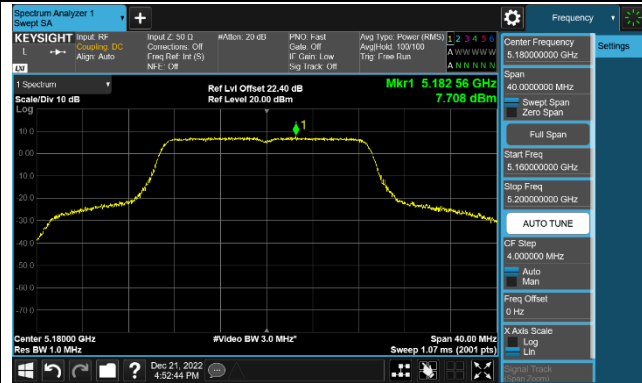 Spectrum Analyzer 1
Swept SA
Frequency
KEYSIGHT
L
LXI
Input: RF
Coupling: DC
Align: Auto
Input Z: 50 Ω
Corrections: Off
Freq Ref: Int (S)
NFE: Off
#Atten: 20 dB
PNO: Fast
Gate: Off
IF Gain: Low
Sig Track: Off
Avg Type: Power (RMS)
Avg|Hold: 100/100
Trig: Free Run
1 2 3 4 5 6
A W W W W W
A N N N N N
Center Frequency
5.180000000 GHz
Settings
Span
40.0000000 MHz
Swept Span
Zero Span
Full Span
Start Freq
5.160000000 GHz
Stop Freq
5.200000000 GHz
AUTO TUNE
CF Step
4.000000 MHz
Auto
Man
Freq Offset
0 Hz
X Axis Scale
Log
Lin
Signal Track
(Span Zoom)
1 Spectrum
Scale/Div 10 dB
Ref Lvl Offset 22.40 dB
Ref Level 20.00 dBm
Mkr1 5.182 56 GHz
7.708 dBm
Log
1
10.0
0.00
-10.0
-20.0
-30.0
-40.0
-50.0
-60.0
-70.0
Center 5.18000 GHz
Res BW 1.0 MHz
#Video BW 3.0 MHz*
Span 40.00 MHz
Sweep 1.07 ms (2001 pts)
Dec 21, 2022
4:52:44 PM